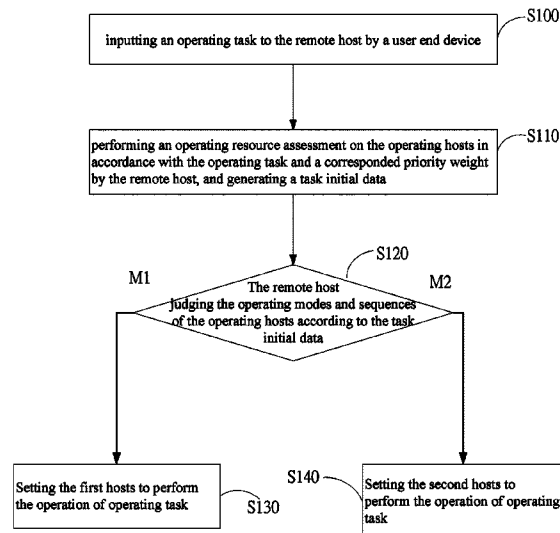 S100
inputting an operating task to the remote host by a user end device
S110
performing an operating resource assessment on the operating hosts in
accordance with the operating task and a corresponded priority weight
by the remote host, and generating a task initial data
S120
M1
M2
The remote host
judging the operating modes and sequences
of the operating hosts according to the task
initial data
Setting the first hosts to perform
the operation of operating task
S130
S140
Setting the second hosts to
perform the operation of operating
task